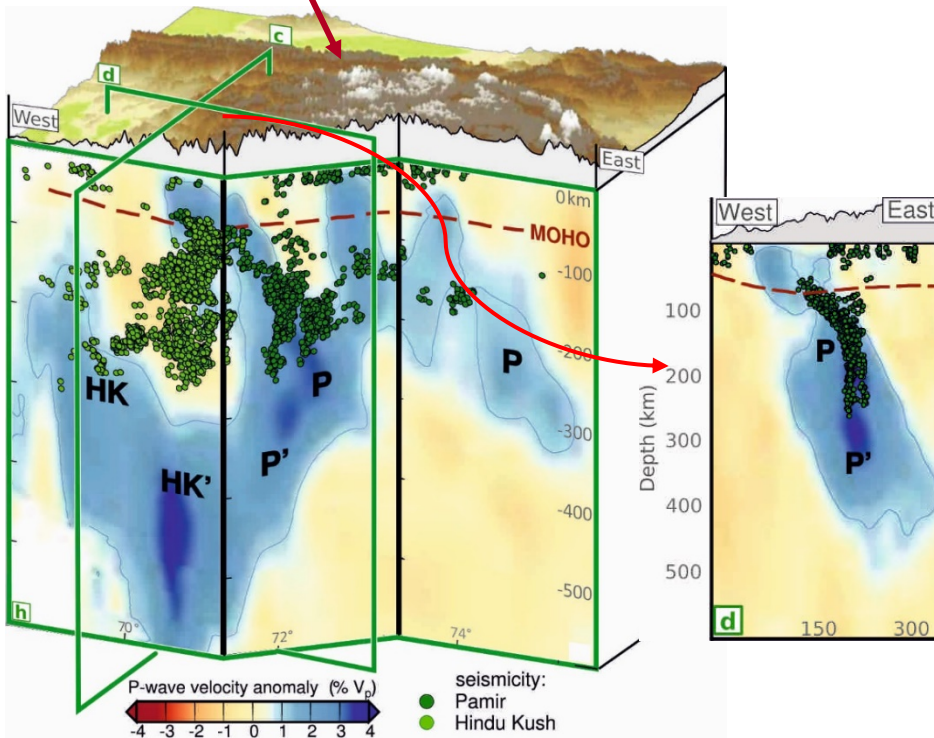 c
d
West
East
0 km
MOHO
-100
-200
-300
-400
-500
HK
HK'
P
P'
P
h
70°
72°
74°
P-wave velocity anomaly (% Vp)
-4 -3 -2 -1 0 1 2 3 4
seismicity:
Pamir
Hindu Kush
West East
Depth (km)
100
200
300
400
500
P
P'
d
150 300